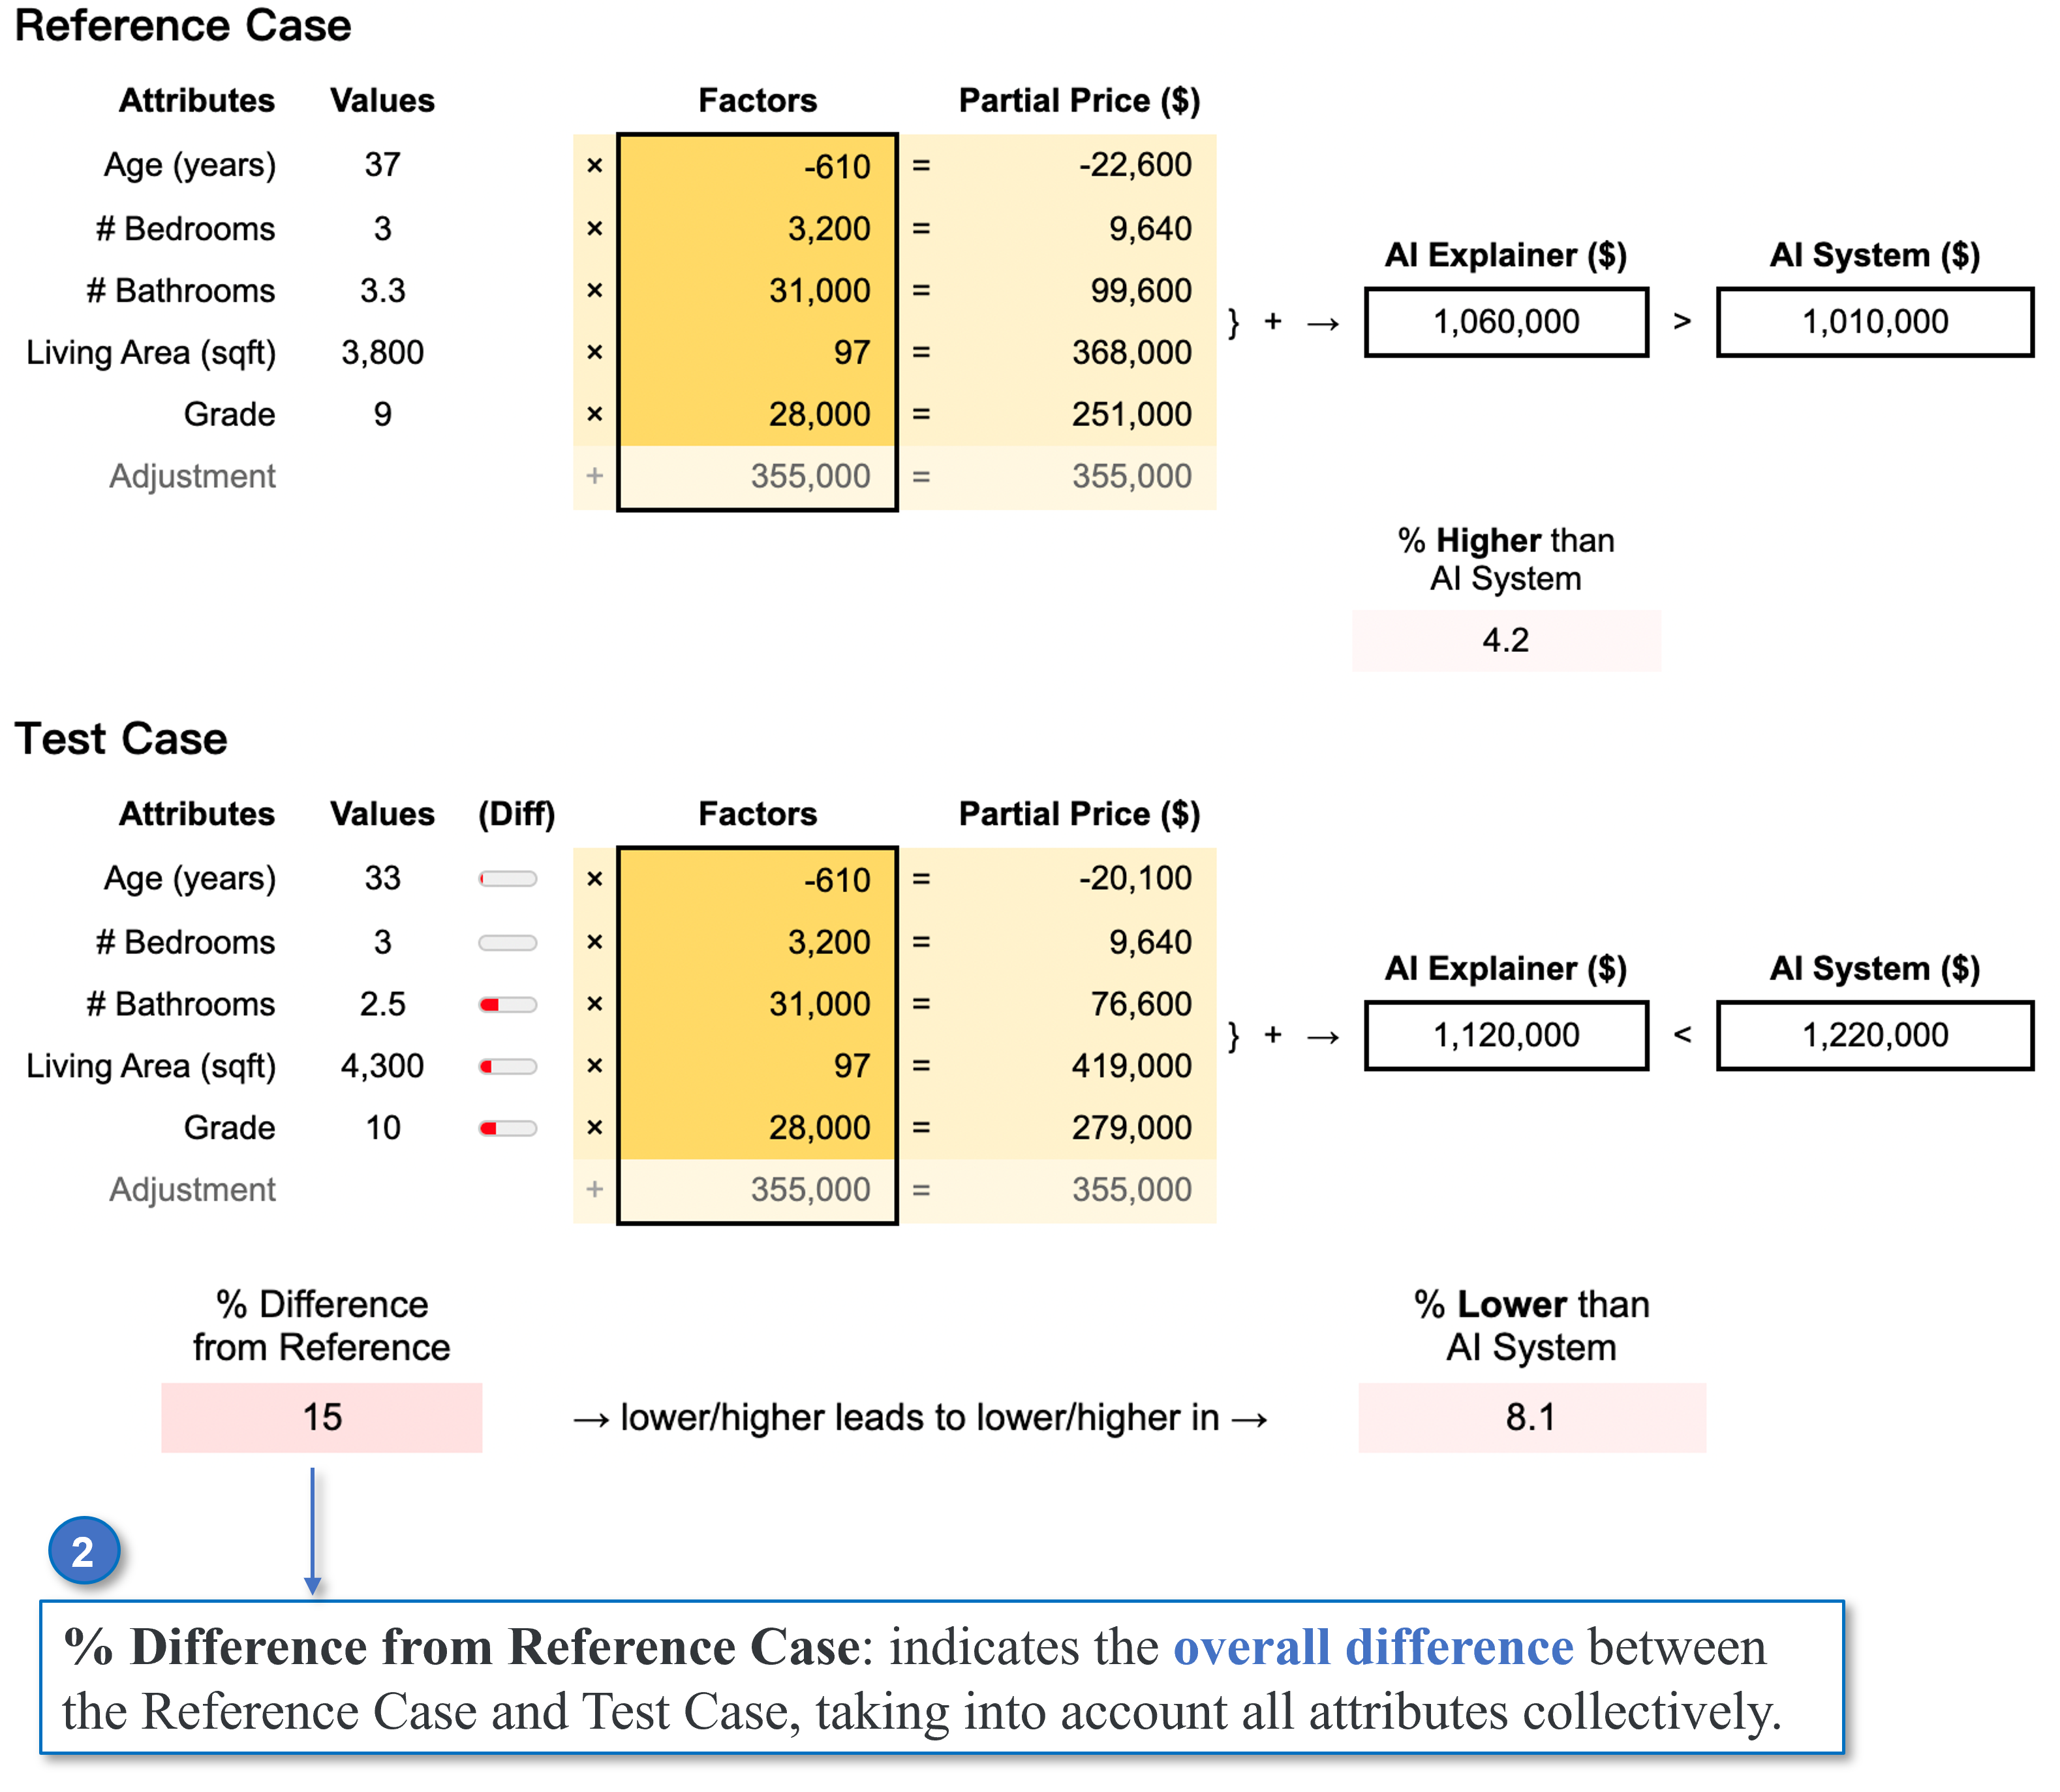 Reference Case
Attributes Values Factors Partial Price ($)
Age (years) 37 × -610 = -22,600
# Bedrooms 3 × 3,200 = 9,640
# Bathrooms 3.3 × 31,000 = 99,600
Living Area (sqft) 3,800 × 97 = 368,000
Grade 9 × 28,000 = 251,000
Adjustment + 355,000 = 355,000
AI Explainer ($) AI System ($)
} + → 1,060,000 > 1,010,000
% Higher than
AI System
4.2
Test Case
Attributes Values (Diff) Factors Partial Price ($)
Age (years) 33 × -610 = -20,100
# Bedrooms 3 × 3,200 = 9,640
# Bathrooms 2.5 × 31,000 = 76,600
Living Area (sqft) 4,300 × 97 = 419,000
Grade 10 × 28,000 = 279,000
Adjustment + 355,000 = 355,000
AI Explainer ($) AI System ($)
} + → 1,120,000 < 1,220,000
% Difference
from Reference
15
→ lower/higher leads to lower/higher in →
% Lower than
AI System
8.1
2
% Difference from Reference Case: indicates the overall difference between
the Reference Case and Test Case, taking into account all attributes collectively.